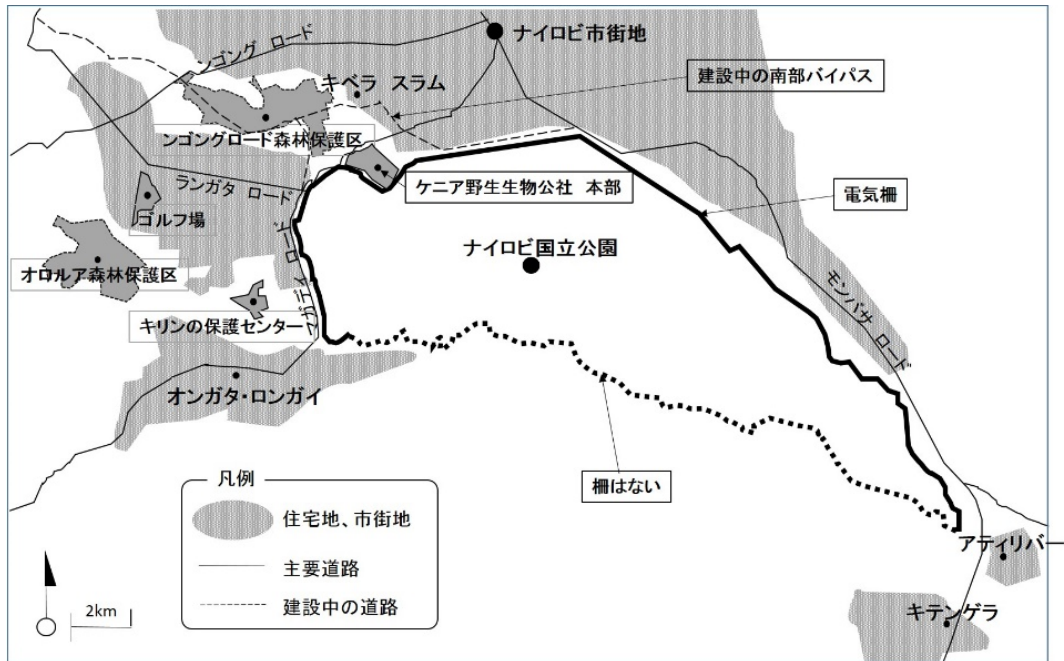 ナイロビ市街地
ゴング ロード
キベラ スラム
建設中の南部バイパス
ンゴングロード森林保護区
ランガタ ロード
ケニア野生生物公社 本部
電気柵
ゴルフ場
ナイロビ国立公園
オロルア森林保護区
モンバサ ロード
キリンの保護センター
オンガタ・ロンガイ
柵はない
凡例
住宅地、市街地
主要道路
建設中の道路
2km
アティリバー
キテンゲラ